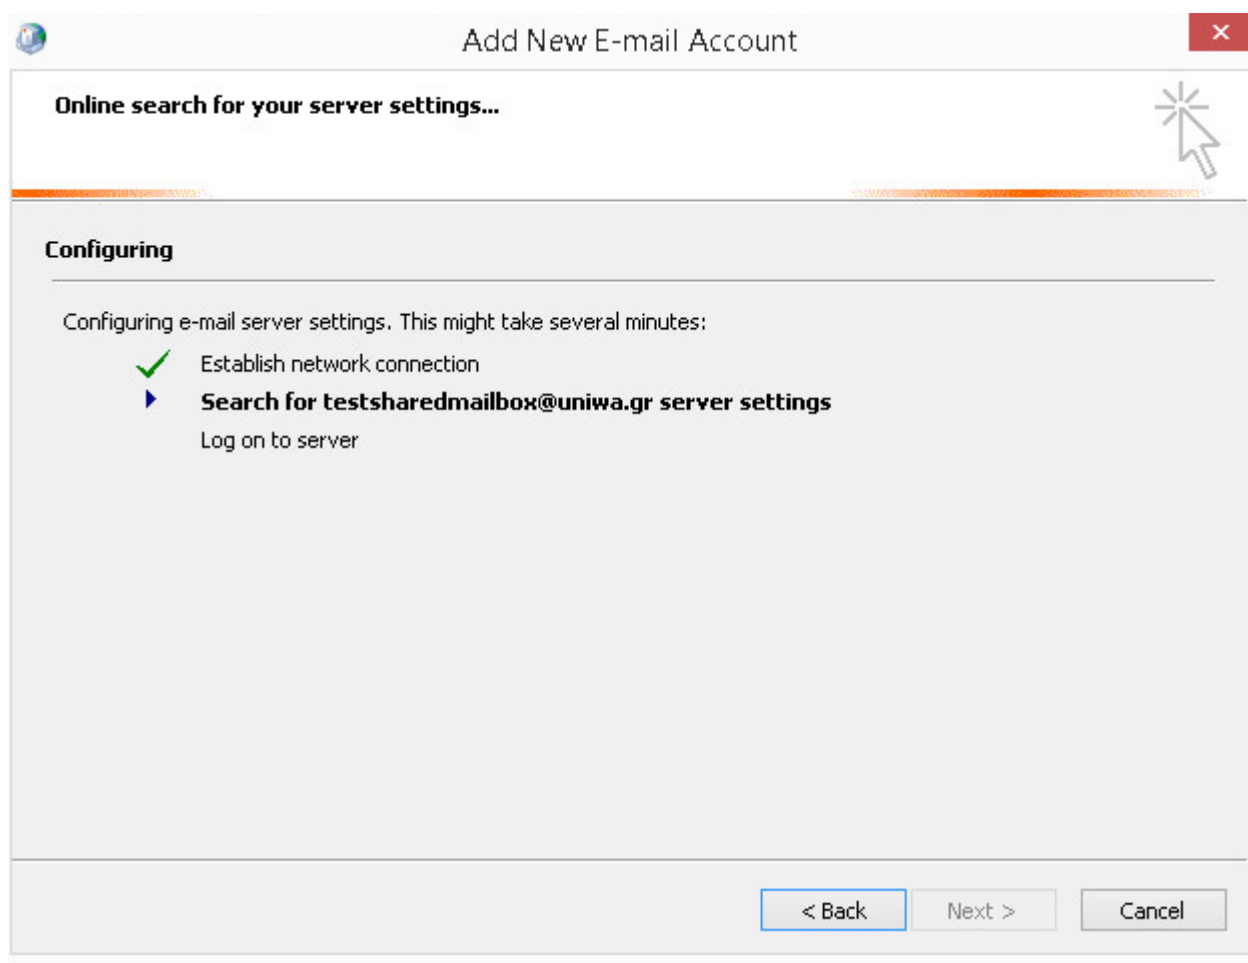 Add New E-mail Account
Online search for your server settings...
Configuring
Configuring e-mail server settings. This might take several minutes:
Establish network connection
Search for testsharedmailbox@uniwa.gr server settings
Log on to server
< Back
Next >
Cancel